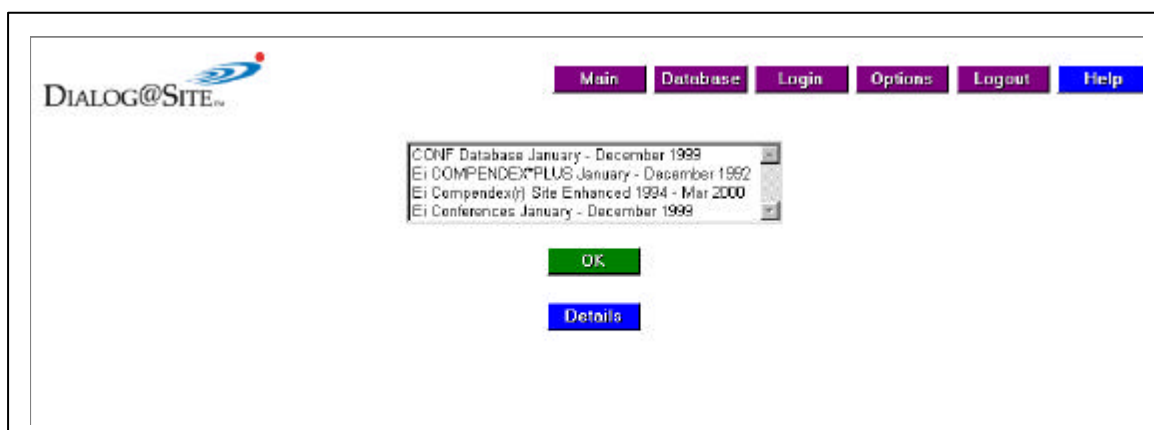 DIALOG@SITE
Main Database Login Options Logout Help
CONF Database January - December 1999
Ei COMPENDEX*PLUS January - December 1992
Ei Compendex(r) Site Enhanced 1994 - Mar 2000
Ei Conferences January - December 1999
OK
Details